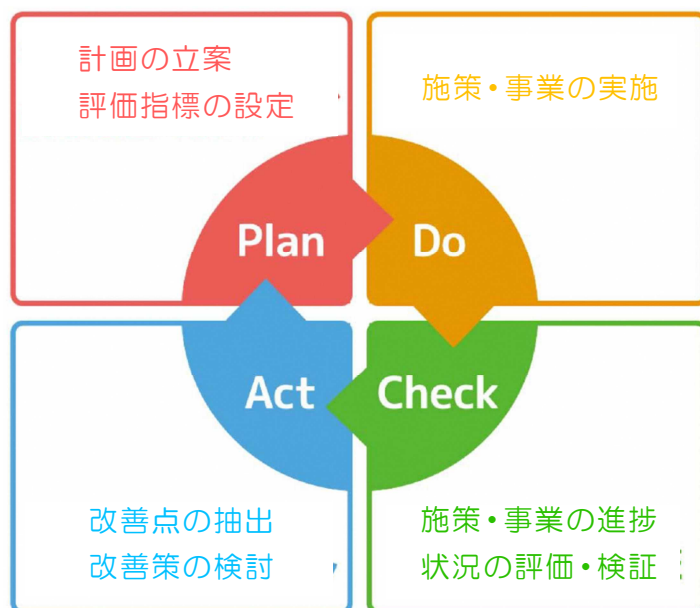 計画の立案
評価指標の設定
施策・事業の実施
Plan
Do
Act
Check
改善点の抽出
改善策の検討
施策・事業の進捗
状況の評価・検証